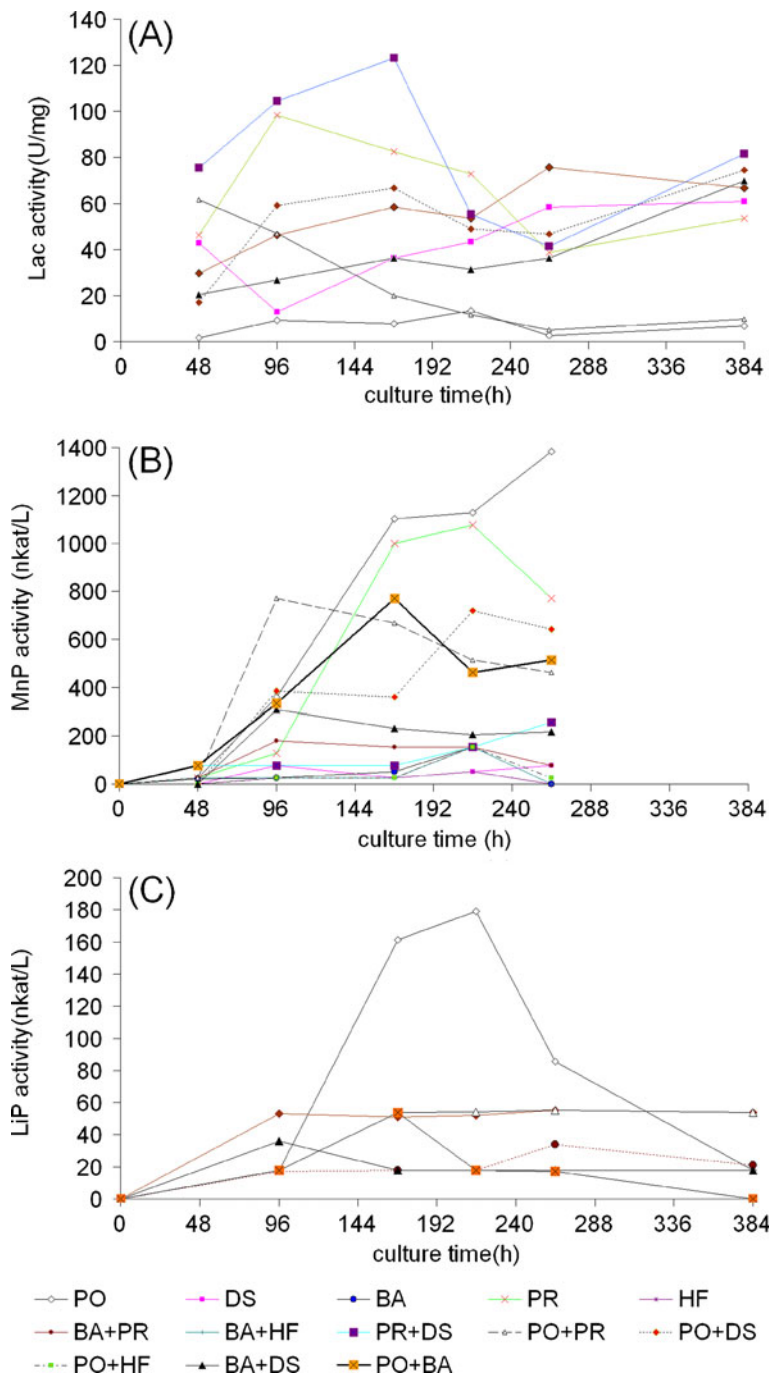 (A)
Lac activity(U/mg)
140
120
100
80
60
40
20
0
0 48 96 144 192 240 288 336 384
culture time(h)
(B)
MnP activity (nkat/L)
1400
1200
1000
800
600
400
200
0
0 48 96 144 192 240 288 336 384
culture time (h)
(C)
LiP activity(nkat/L)
200
180
160
140
120
100
80
60
40
20
0
0 48 96 144 192 240 288 336 384
culture time(h)
PO DS BA PR HF
BA+PR BA+HF PR+DS PO+PR PO+DS
PO+HF BA+DS PO+BA